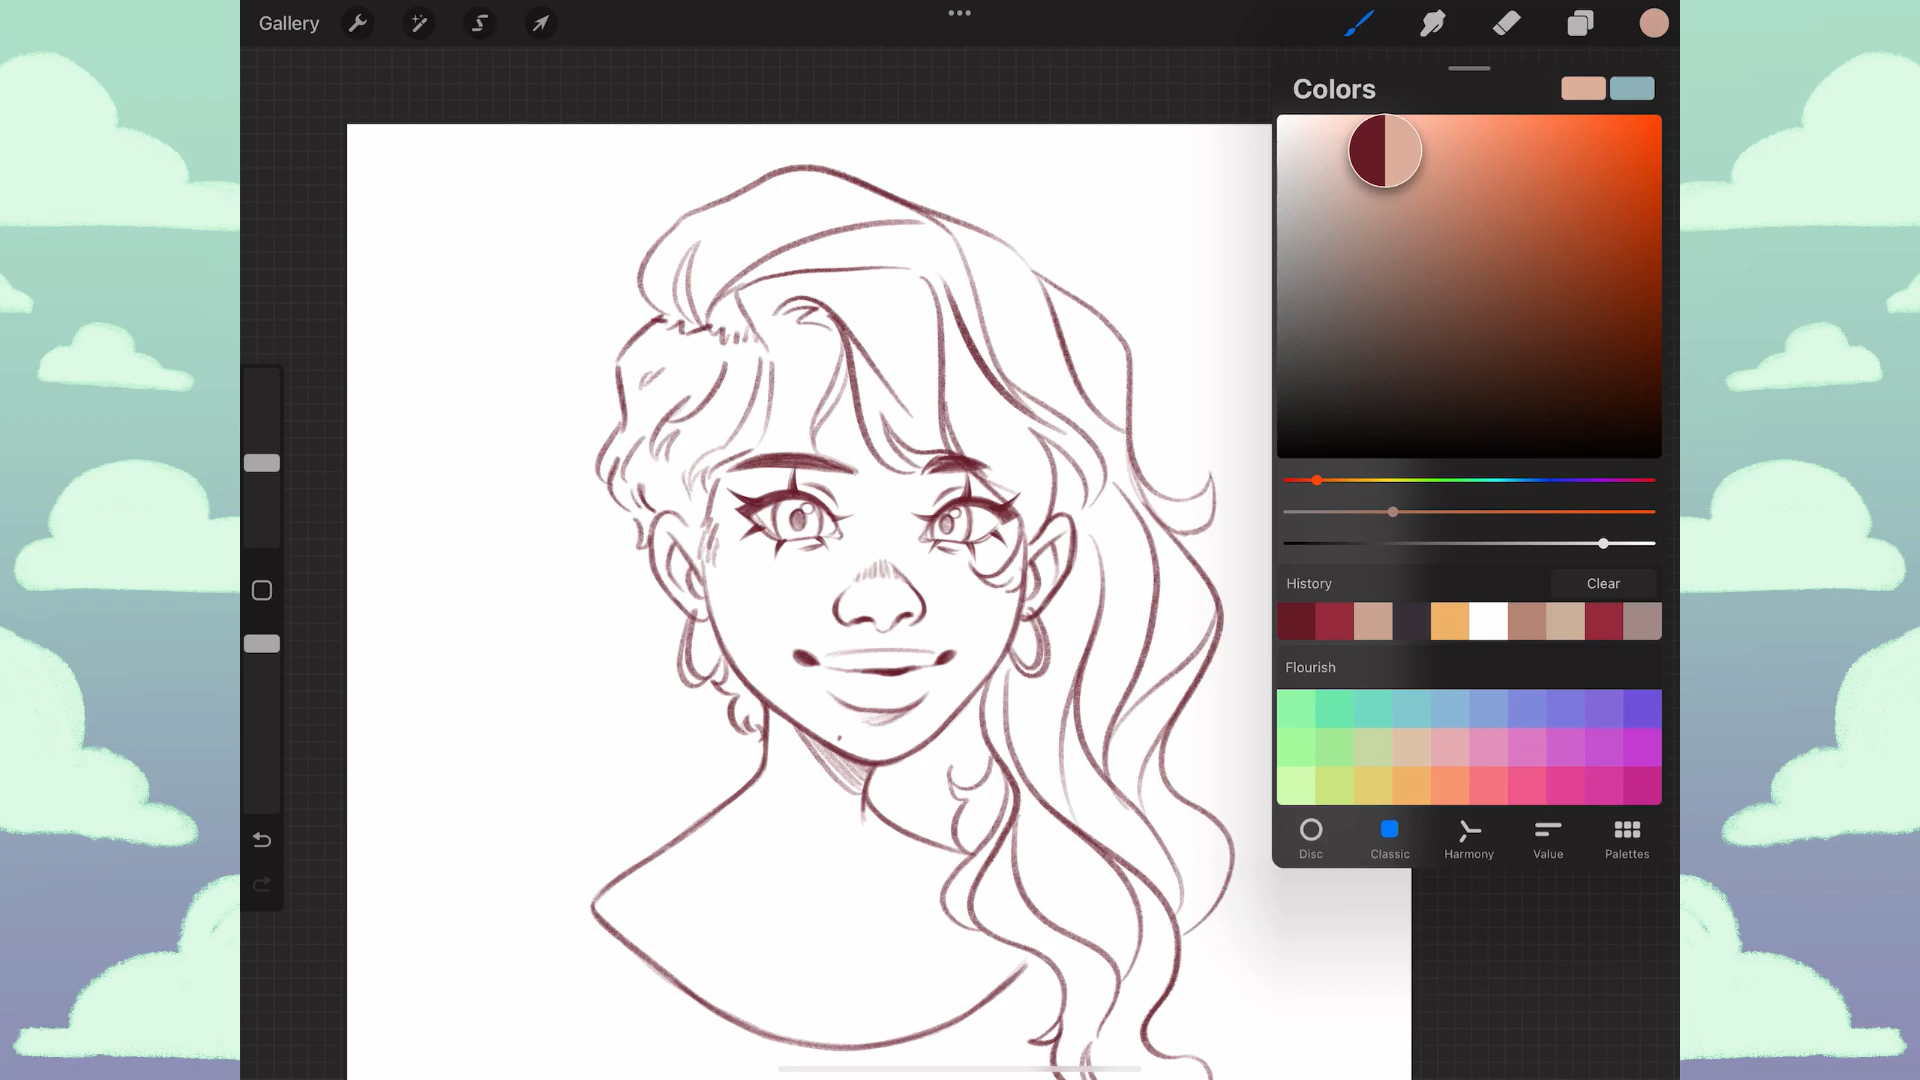 Gallery
Colors
History
Clear
Flourish
Disc
Classic
Harmony
Value
Palettes